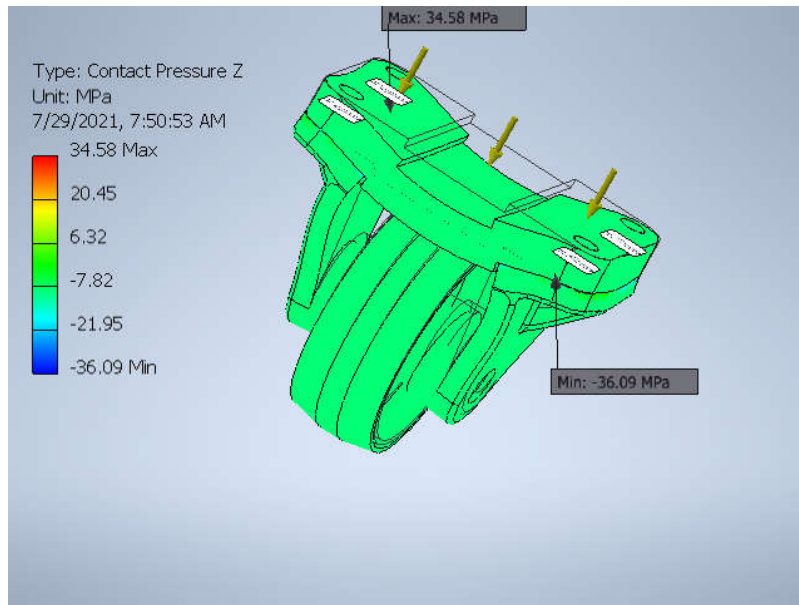 Max: 34.58 MPa
Type: Contact Pressure Z
Unit: MPa
7/29/2021, 7:50:53 AM
34.58 Max
20.45
6.32
-7.82
-21.95
-36.09 Min
Min: -36.09 MPa